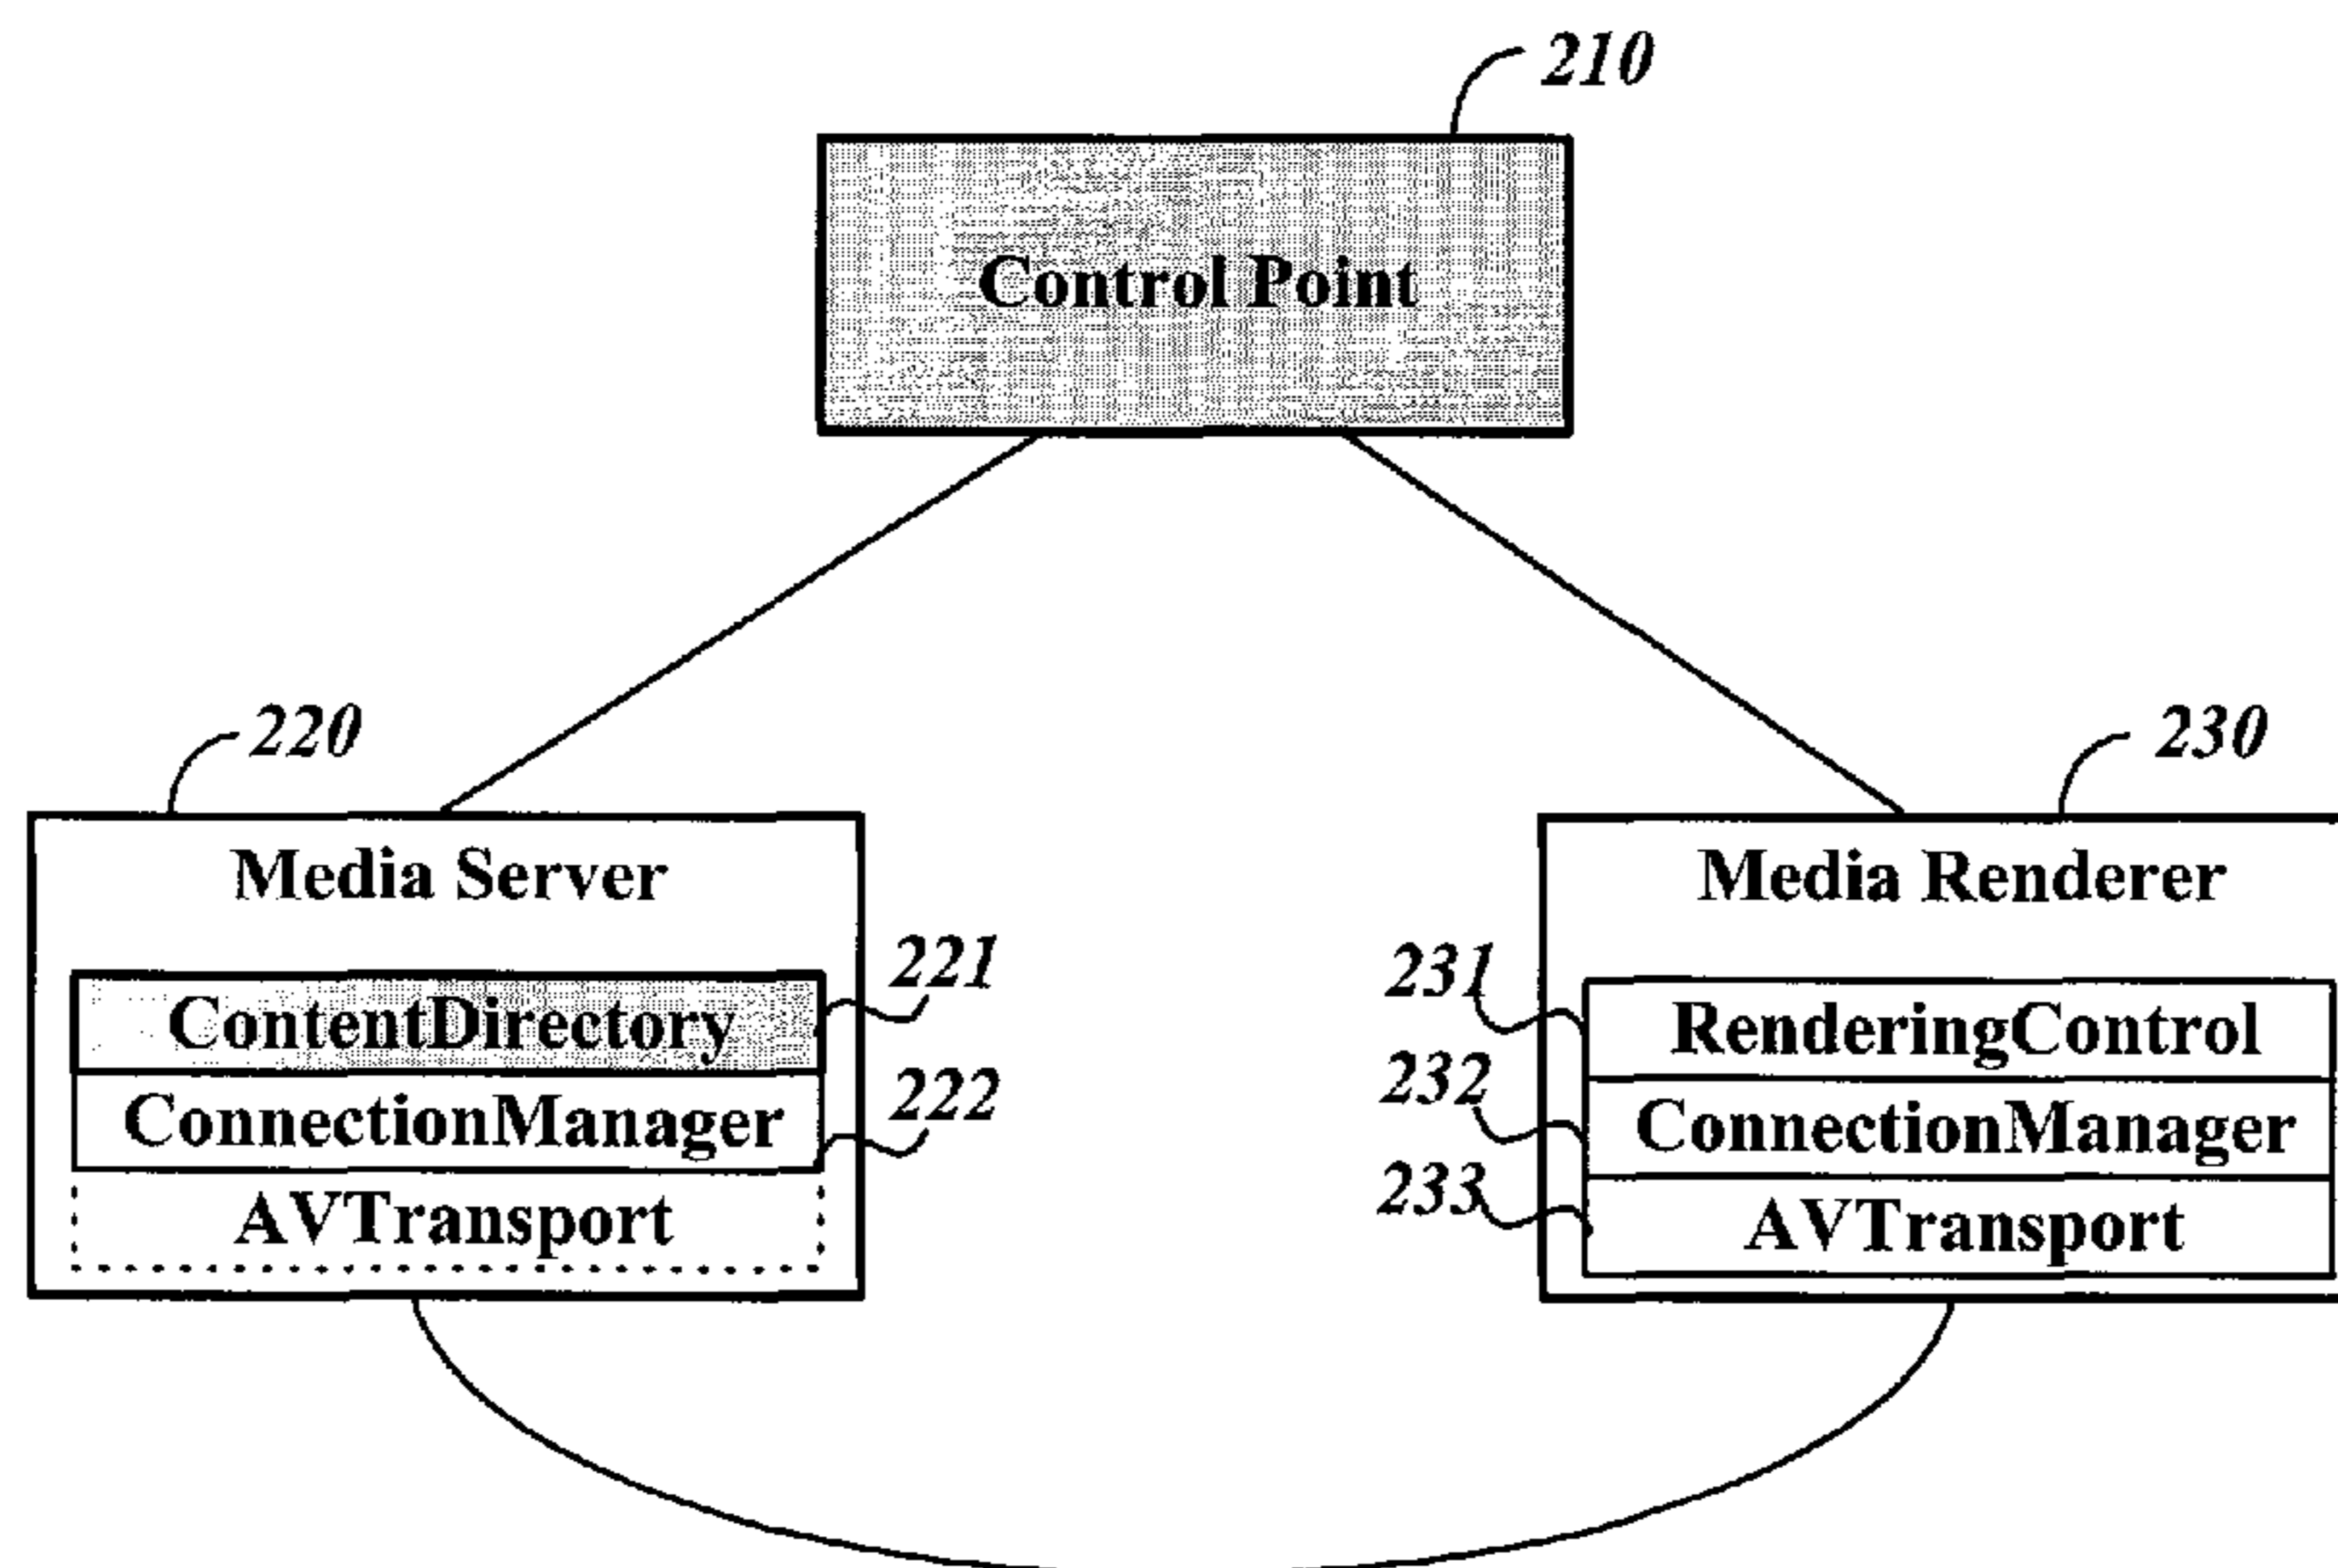 210
Control Point
220
230
Media Server
Media Renderer
221
231
ContentDirectory
RenderingControl
222
232
ConnectionManager
ConnectionManager
233
AVTransport
AVTransport